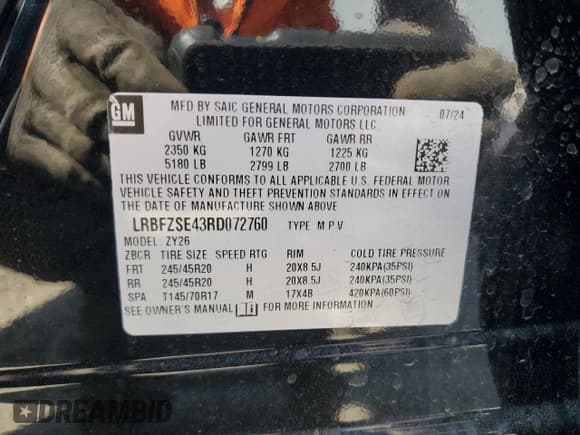 GM
MFD BY SAIC GENERAL MOTORS CORPORATION 07/24
LIMITED FOR GENERAL MOTORS LLC
GVWR GAWR FRT GAWR RR
2350 KG 1270 KG 1225 KG
5180 LB 2799 LB 2700 LB
THIS VEHICLE CONFORMS TO ALL APPLICABLE U.S. FEDERAL MOTOR
VEHICLE SAFETY AND THEFT PREVENTION STANDARDS IN EFFECT ON
THE DATE OF MANUFACTURE SHOWN ABOVE
LRBFZSE43RD072760 TYPE M P V
MODEL: ZY26
ZBCR TIRE SIZE SPEED RTG RIM COLD TIRE PRESSURE
FRT 245/45R20 H 20X8.5J 240KPA(35PSI)
RR 245/45R20 H 20X8.5J 240KPA(35PSI)
SPA T145/70R17 M 17X4B 420KPA(60PSI)
SEE OWNER'S MANUAL FOR MORE INFORMATION
DREAMBID